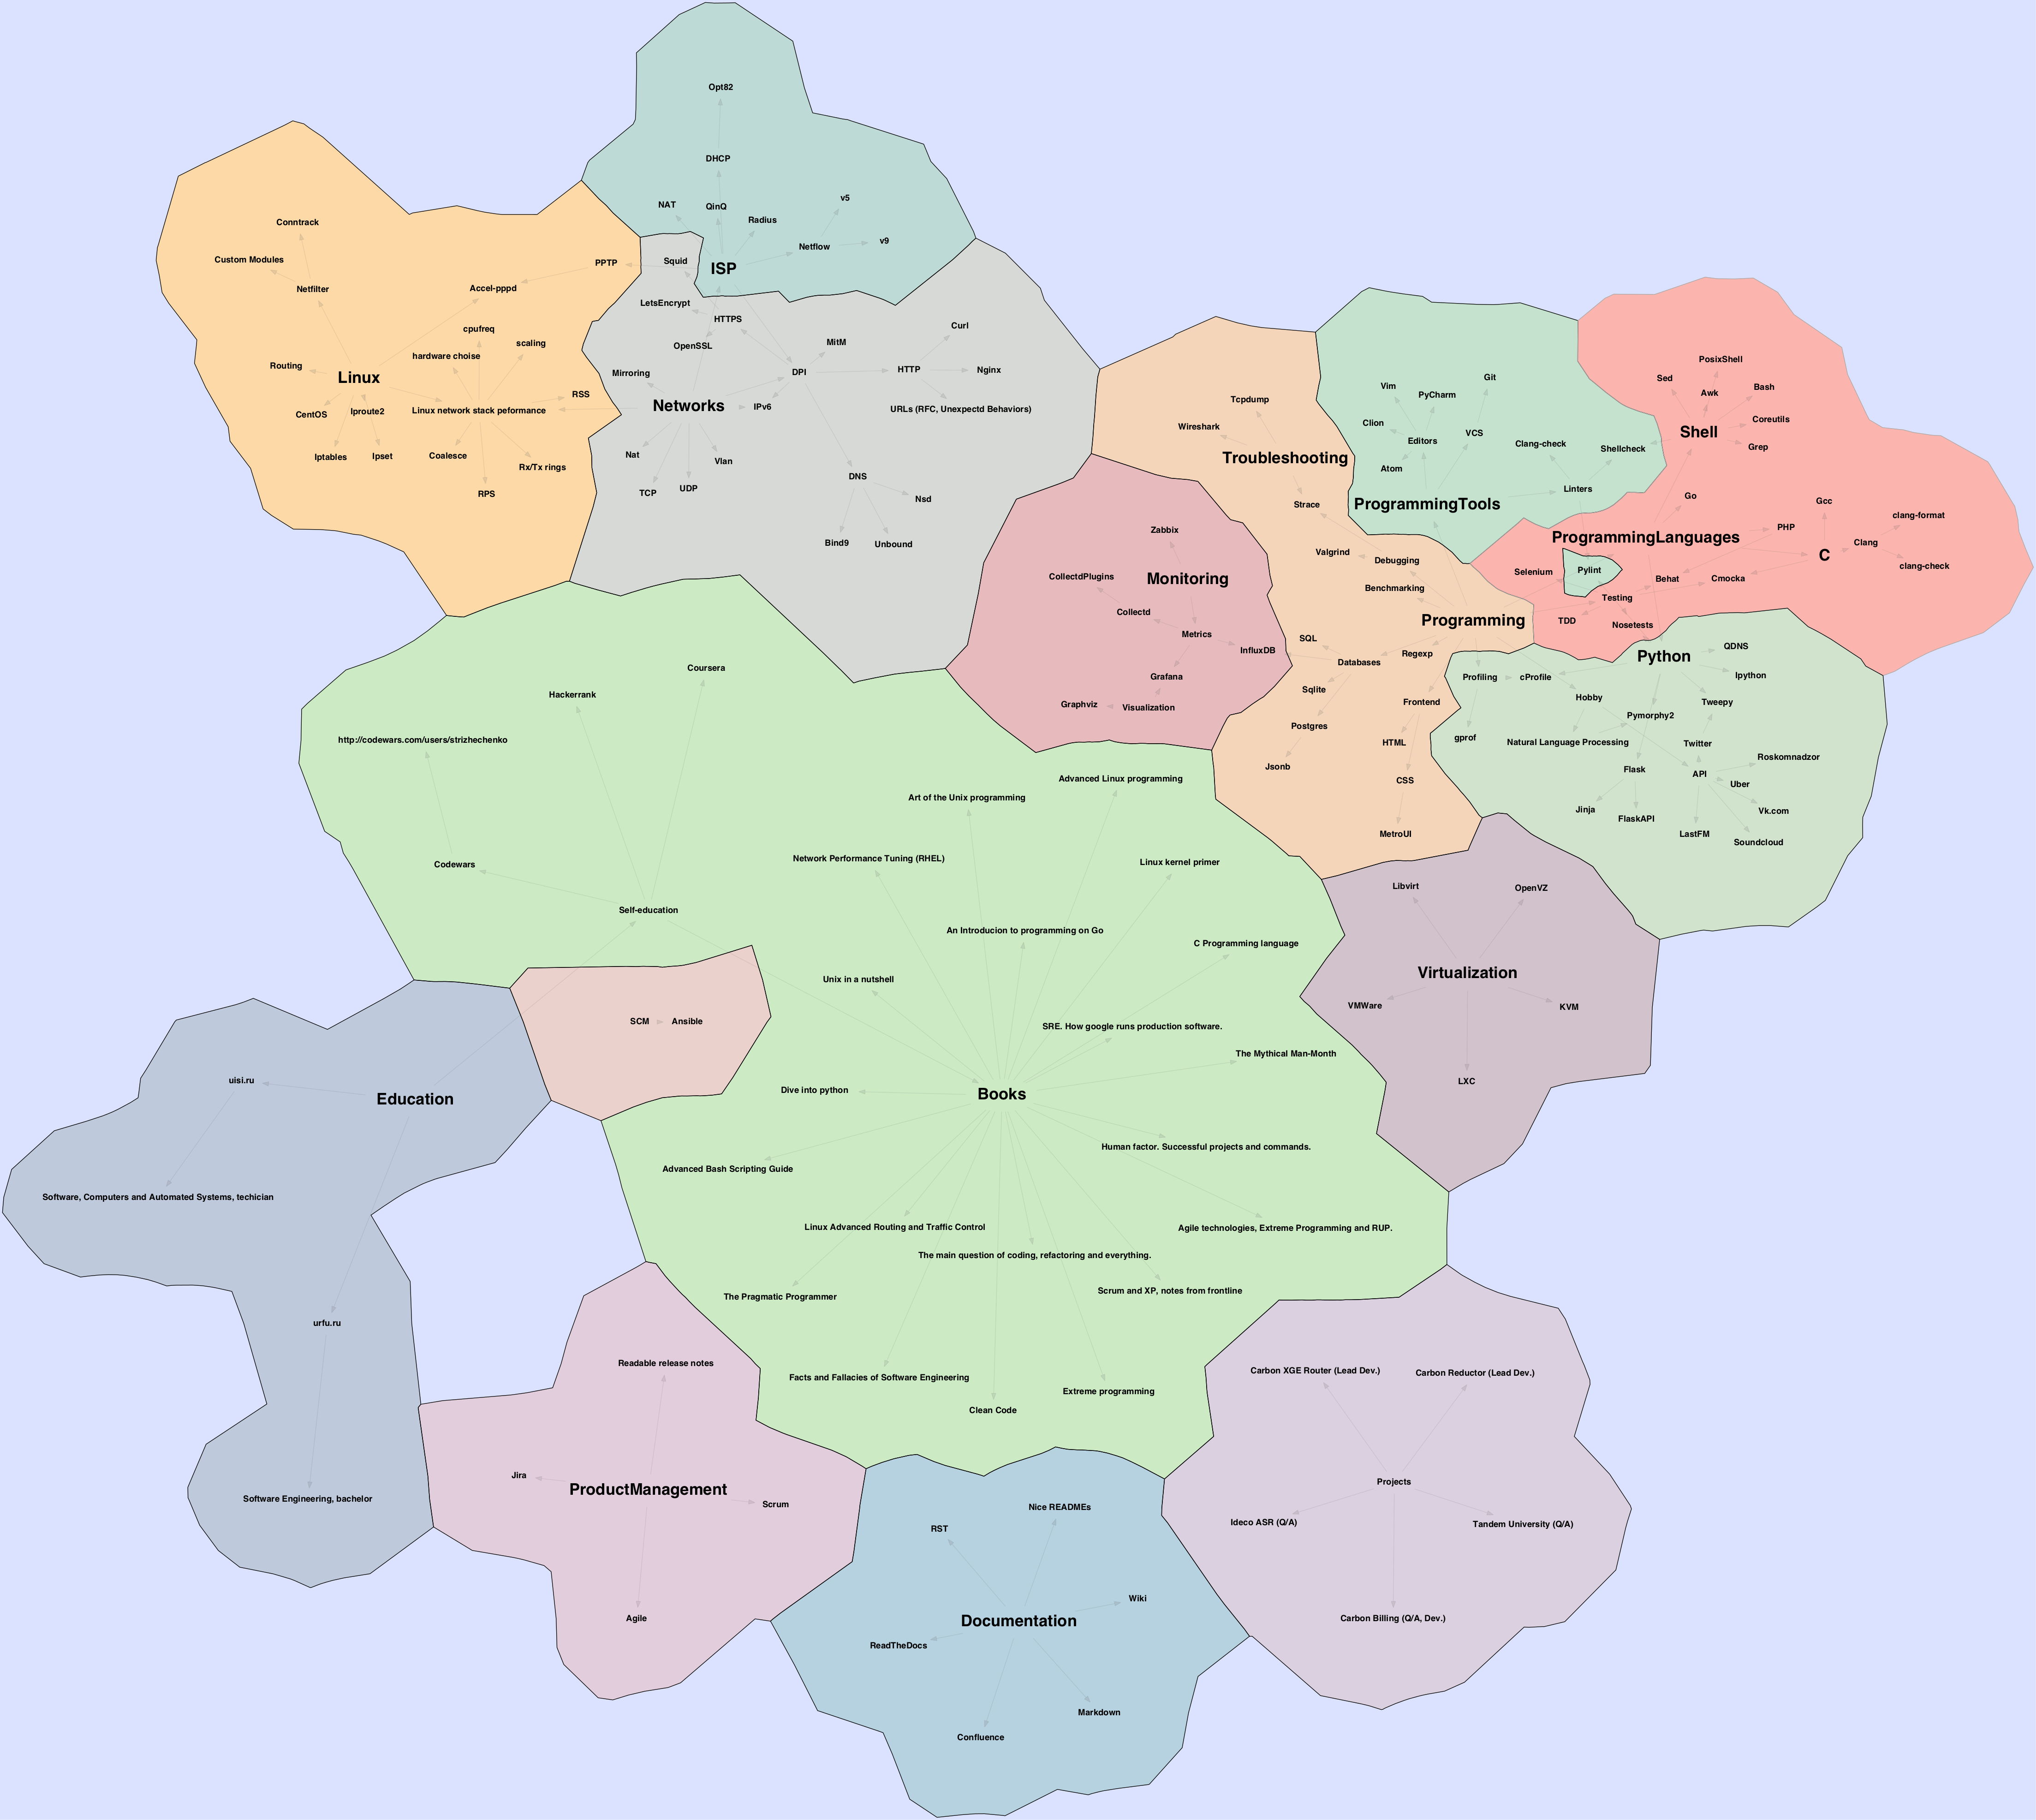 Opt82
DHCP
NAT
QinQ
Radius
v5
Netflow
v9
ISP
Conntrack
Custom Modules
Netfilter
Accel-pppd
PPTP
cpufreq
hardware choise
scaling
Routing
Linux
RSS
CentOS
Iproute2
Linux network stack peformance
Iptables
Ipset
Coalesce
Rx/Tx rings
RPS
Squid
LetsEncrypt
HTTPS
OpenSSL
MitM
Curl
Mirroring
DPI
HTTP
Nginx
Networks
IPv6
URLs (RFC, Unexpectd Behaviors)
Nat
Vlan
TCP
UDP
DNS
Nsd
Bind9
Unbound
Tcpdump
Wireshark
Troubleshooting
Strace
Valgrind
Debugging
Benchmarking
Programming
SQL
Databases
Regexp
Sqlite
Frontend
Postgres
HTML
Jsonb
CSS
MetroUI
Vim
PyCharm
Git
Clion
Editors
VCS
Clang-check
Shellcheck
Atom
Linters
ProgrammingTools
PosixShell
Sed
Awk
Bash
Coreutils
Shell
Grep
Go
Gcc
PHP
clang-format
ProgrammingLanguages
Clang
C
clang-check
Selenium
Pylint
Behat
Cmocka
Testing
TDD
Nosetests
Python
QDNS
Ipython
Profiling
cProfile
Hobby
Tweepy
Pymorphy2
gprof
Natural Language Processing
Twitter
Roskomnadzor
Flask
API
Uber
Jinja
FlaskAPI
Vk.com
LastFM
Soundcloud
Zabbix
CollectdPlugins
Monitoring
Collectd
Metrics
InfluxDB
Grafana
Graphviz
Visualization
Coursera
Hackerrank
http://codewars.com/users/strizhechenko
Codewars
Self-education
Advanced Linux programming
Art of the Unix programming
Network Performance Tuning (RHEL)
Linux kernel primer
An Introducion to programming on Go
C Programming language
Unix in a nutshell
SRE. How google runs production software.
The Mythical Man-Month
Dive into python
Books
Human factor. Successful projects and commands.
Advanced Bash Scripting Guide
Linux Advanced Routing and Traffic Control
Agile technologies, Extreme Programming and RUP.
The main question of coding, refactoring and everything.
The Pragmatic Programmer
Scrum and XP, notes from frontline
Facts and Fallacies of Software Engineering
Extreme programming
Clean Code
Libvirt
OpenVZ
Virtualization
VMWare
KVM
LXC
SCM
Ansible
uisi.ru
Education
Software, Computers and Automated Systems, techician
urfu.ru
Software Engineering, bachelor
Readable release notes
Jira
ProductManagement
Scrum
Agile
Nice READMEs
RST
Wiki
Documentation
ReadTheDocs
Markdown
Confluence
Carbon XGE Router (Lead Dev.)
Carbon Reductor (Lead Dev.)
Projects
Ideco ASR (Q/A)
Tandem University (Q/A)
Carbon Billing (Q/A, Dev.)